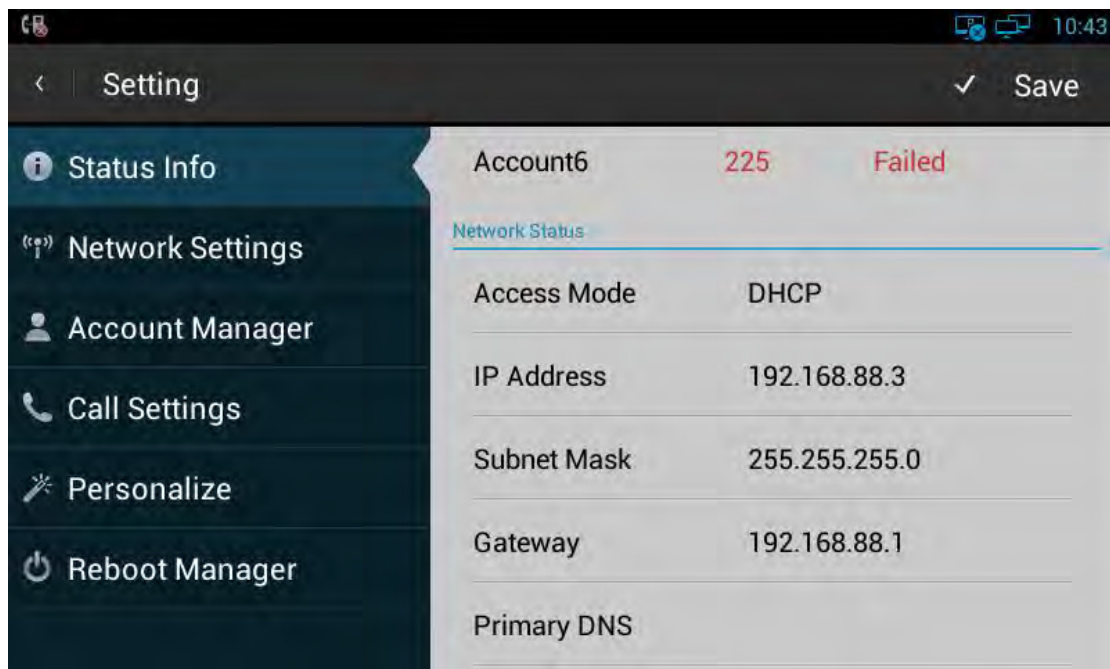 10:43
Setting
Save
Status Info
Network Settings
Account Manager
Call Settings
Personalize
Reboot Manager
Account6 225 Failed
Network Status
Access Mode DHCP
IP Address 192.168.88.3
Subnet Mask 255.255.255.0
Gateway 192.168.88.1
Primary DNS